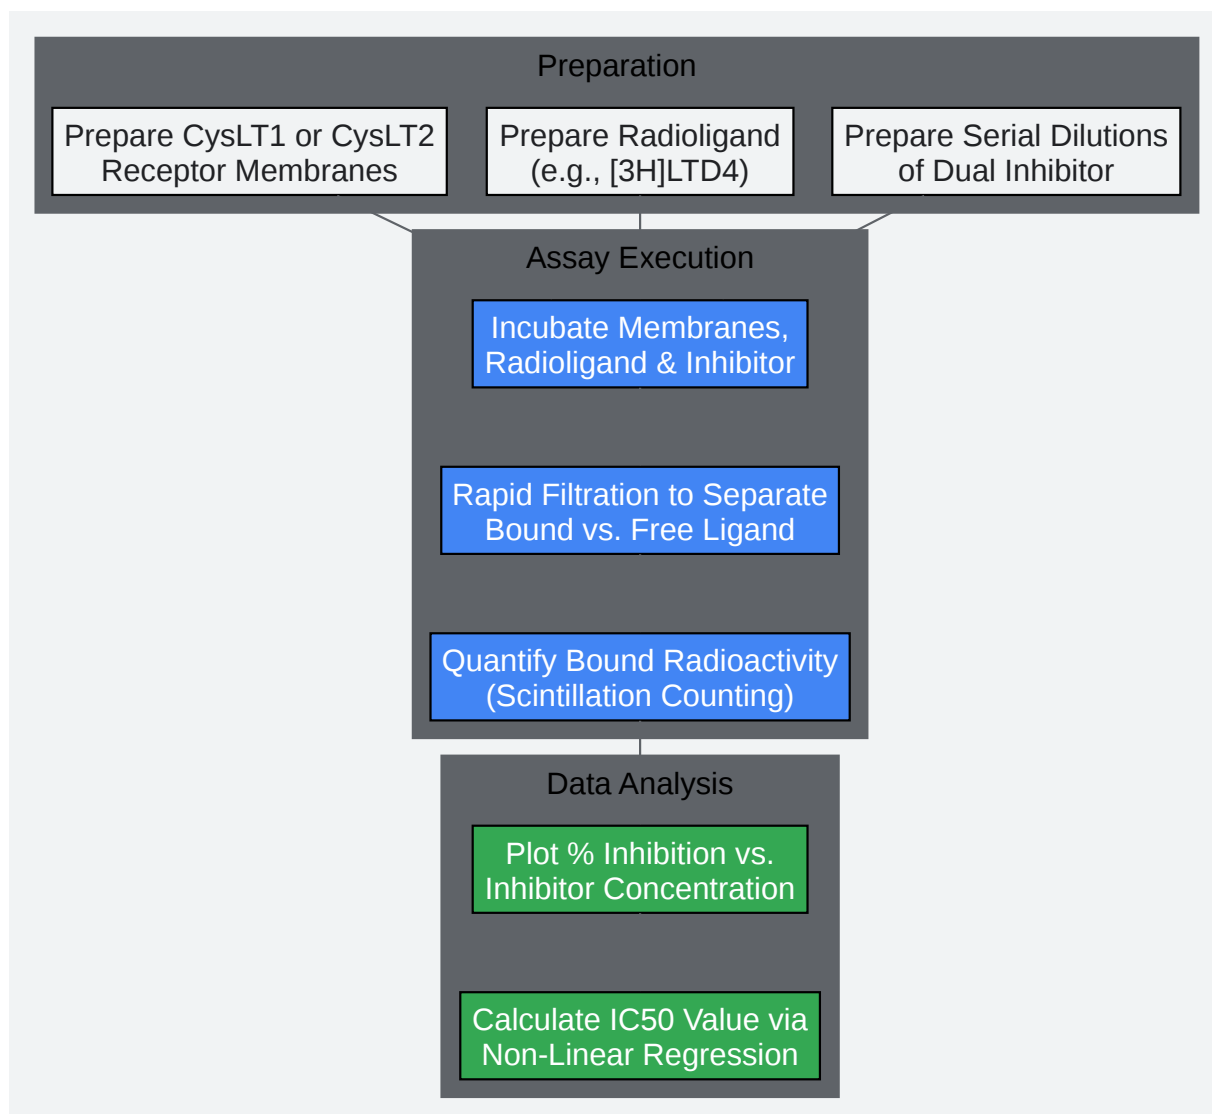 Preparation
Prepare CysLT1 or CysLT2
Receptor Membranes
Prepare Radioligand
(e.g., [3H]LTD4)
Prepare Serial Dilutions
of Dual Inhibitor
Assay Execution
Incubate Membranes,
Radioligand & Inhibitor
Rapid Filtration to Separate
Bound vs. Free Ligand
Quantify Bound Radioactivity
(Scintillation Counting)
Data Analysis
Plot % Inhibition vs.
Inhibitor Concentration
Calculate IC50 Value via
Non-Linear Regression